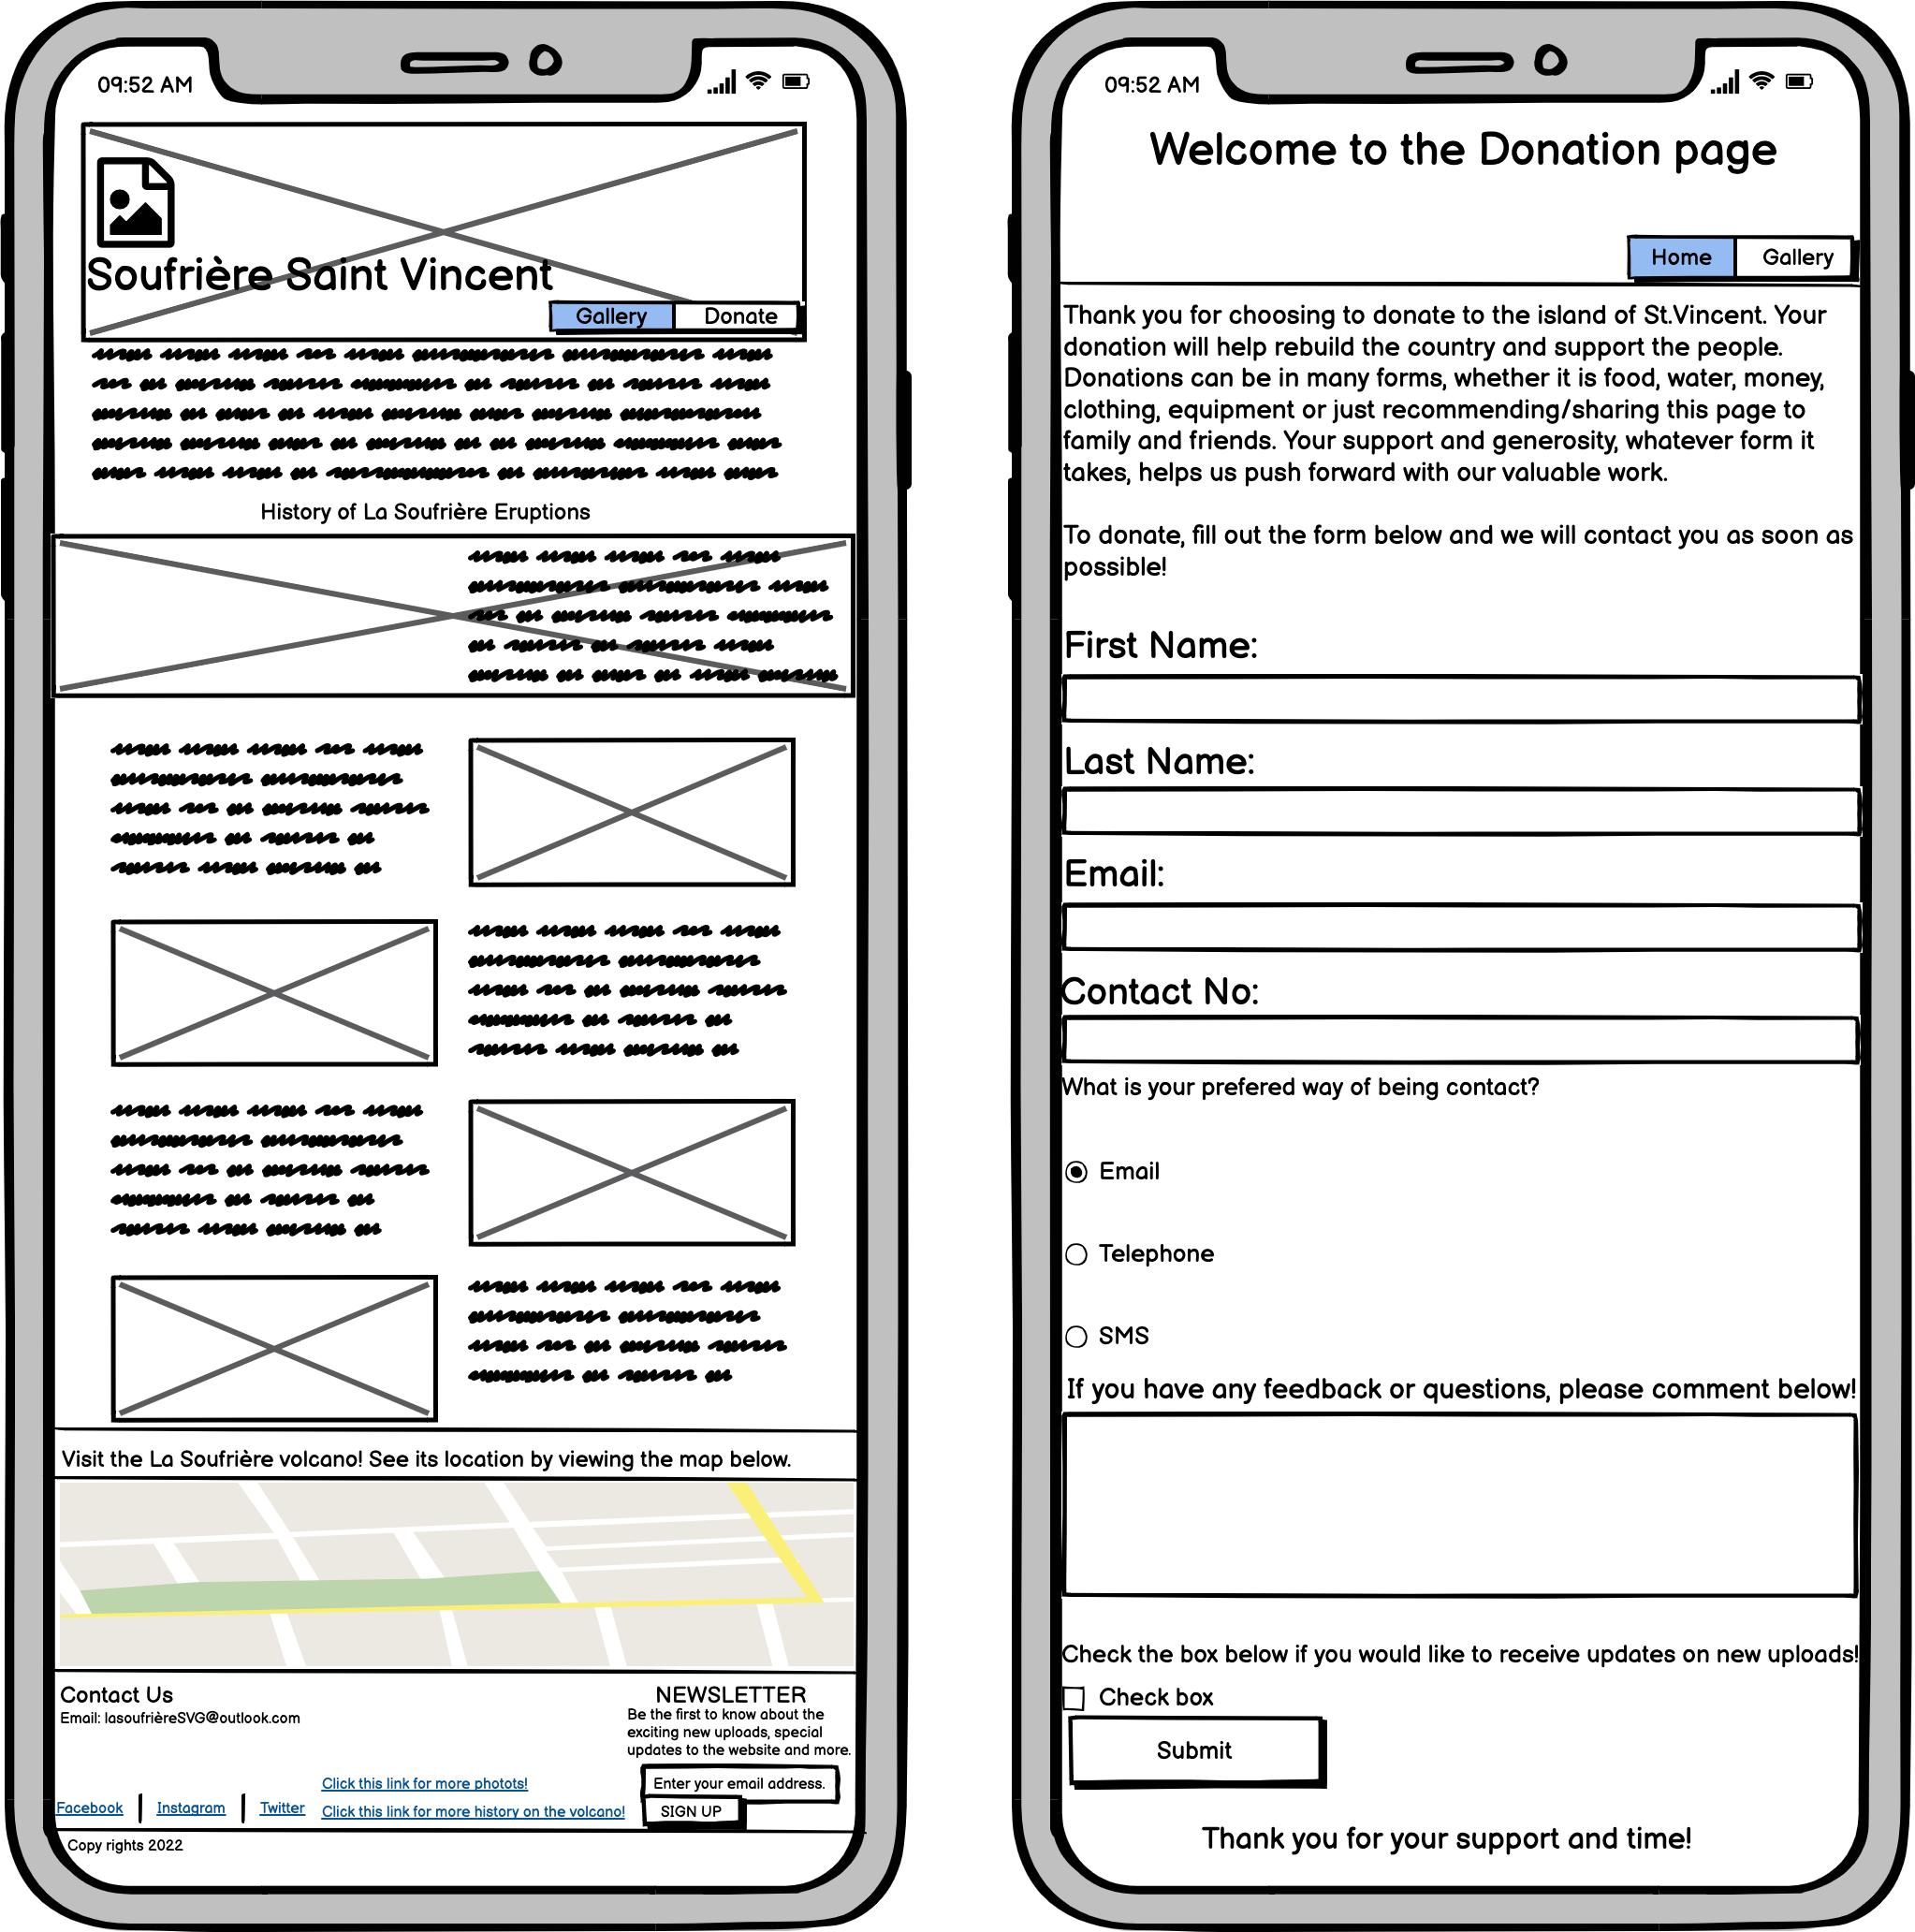 09:52 AM
Soufrière Saint Vincent
Gallery
Donate
History of La Soufrière Eruptions
Visit the La Soufrière volcano! See its location by viewing the map below.
Contact Us
Email: lasoufrièreSVG@outlook.com
NEWSLETTER
Be the first to know about the
exciting new uploads, special
updates to the website and more.
Enter your email address.
SIGN UP
Click this link for more photots!
Facebook
Instagram
Twitter
Click this link for more history on the volcano!
Copy rights 2022
09:52 AM
Welcome to the Donation page
Home
Gallery
Thank you for choosing to donate to the island of St.Vincent. Your
donation will help rebuild the country and support the people.
Donations can be in many forms, whether it is food, water, money,
clothing, equipment or just recommending/sharing this page to
family and friends. Your support and generosity, whatever form it
takes, helps us push forward with our valuable work.
To donate, fill out the form below and we will contact you as soon as
possible!
First Name:
Last Name:
Email:
Contact No:
What is your prefered way of being contact?
Email
Telephone
SMS
If you have any feedback or questions, please comment below!
Check the box below if you would like to receive updates on new uploads!
Check box
Submit
Thank you for your support and time!